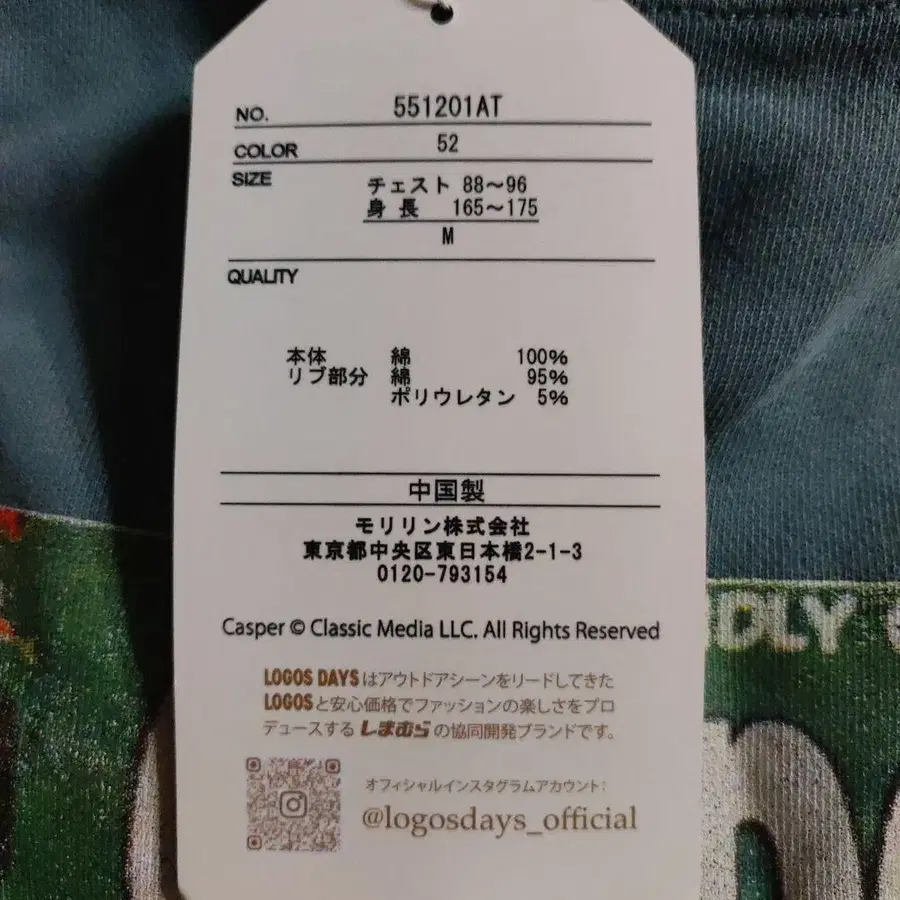 NO. 551201AT
COLOR 52
SIZE チェスト 88～96
身長 165～175
M
QUALITY
本体 綿 100%
リブ部分 綿 95%
ポリウレタン 5%
中国製
モリリン株式会社
東京都中央区東日本橋2-1-3
0120-793154
Casper © Classic Media LLC. All Rights Reserved
LOGOS DAYSはアウトドアシーンをリードしてきた
LOGOSと安心価格でファッションの楽しさをプロ
デュースするしまむらの協同開発ブランドです。
オフィシャルインスタグラムアカウント：
@logosdays_official
DLY